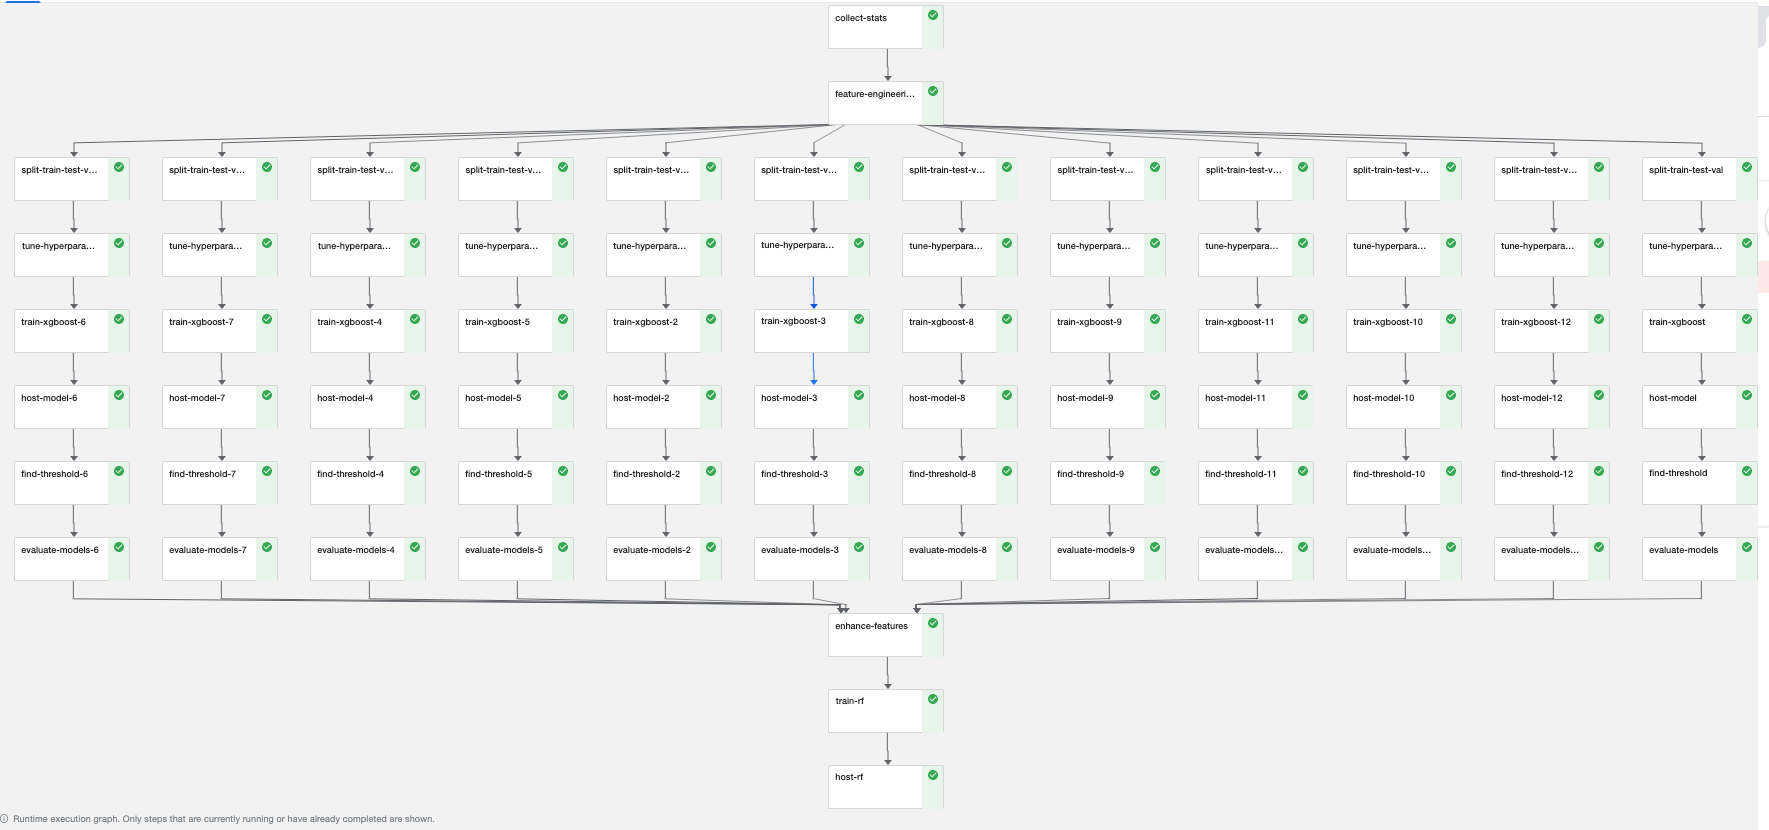 collect-stats
feature-engineeri...
split-train-test-v...
split-train-test-v...
split-train-test-v...
split-train-test-v...
split-train-test-v...
split-train-test-v...
split-train-test-v...
split-train-test-v...
split-train-test-v...
split-train-test-v...
split-train-test-v...
split-train-test-val
tune-hyperpara...
tune-hyperpara...
tune-hyperpara...
tune-hyperpara...
tune-hyperpara...
tune-hyperpara...
tune-hyperpara...
tune-hyperpara...
tune-hyperpara...
tune-hyperpara...
tune-hyperpara...
tune-hyperpara...
train-xgboost-6
train-xgboost-7
train-xgboost-4
train-xgboost-5
train-xgboost-2
train-xgboost-3
train-xgboost-8
train-xgboost-9
train-xgboost-11
train-xgboost-10
train-xgboost-12
train-xgboost
host-model-6
host-model-7
host-model-4
host-model-5
host-model-2
host-model-3
host-model-8
host-model-9
host-model-11
host-model-10
host-model-12
host-model
find-threshold-6
find-threshold-7
find-threshold-4
find-threshold-5
find-threshold-2
find-threshold-3
find-threshold-8
find-threshold-9
find-threshold-11
find-threshold-10
find-threshold-12
find-threshold
evaluate-models-6
evaluate-models-7
evaluate-models-4
evaluate-models-5
evaluate-models-2
evaluate-models-3
evaluate-models-8
evaluate-models-9
evaluate-models...
evaluate-models...
evaluate-models...
evaluate-models
enhance-features
train-rf
host-rf
Runtime execution graph. Only steps that are currently running or have already completed are shown.